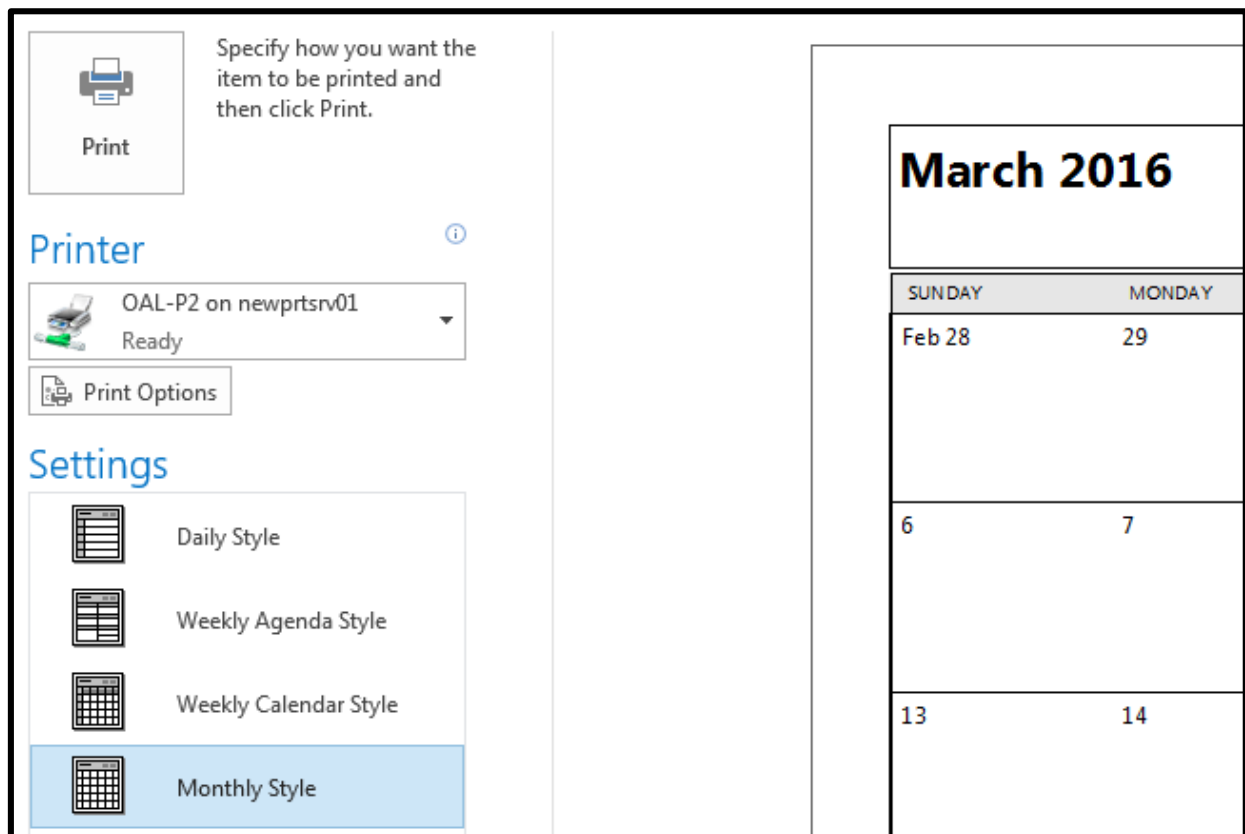 Specify how you want the
item to be printed and
then click Print.
Print
Printer
OAL-P2 on newprtsrv01
Ready
Print Options
Settings
Daily Style
Weekly Agenda Style
Weekly Calendar Style
Monthly Style
March 2016
SUNDAY MONDAY
Feb 28 29
6 7
13 14